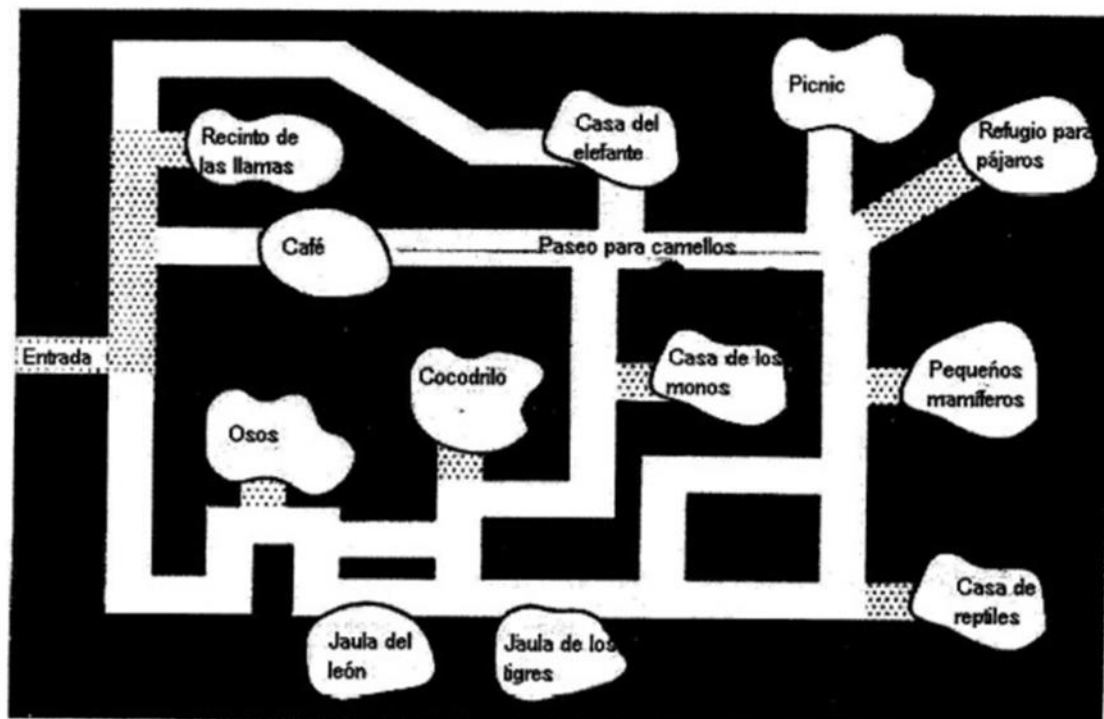 Picnic
Casa del
elefante
Refugio para
pájaros
Recinto de
las llamas
Café
Paseo para camellos
Entrada
Cocodrilo
Casa de los
monos
Pequeños
mamíferos
Osos
Casa de
reptiles
Jaula del
león
Jaula de los
tigres